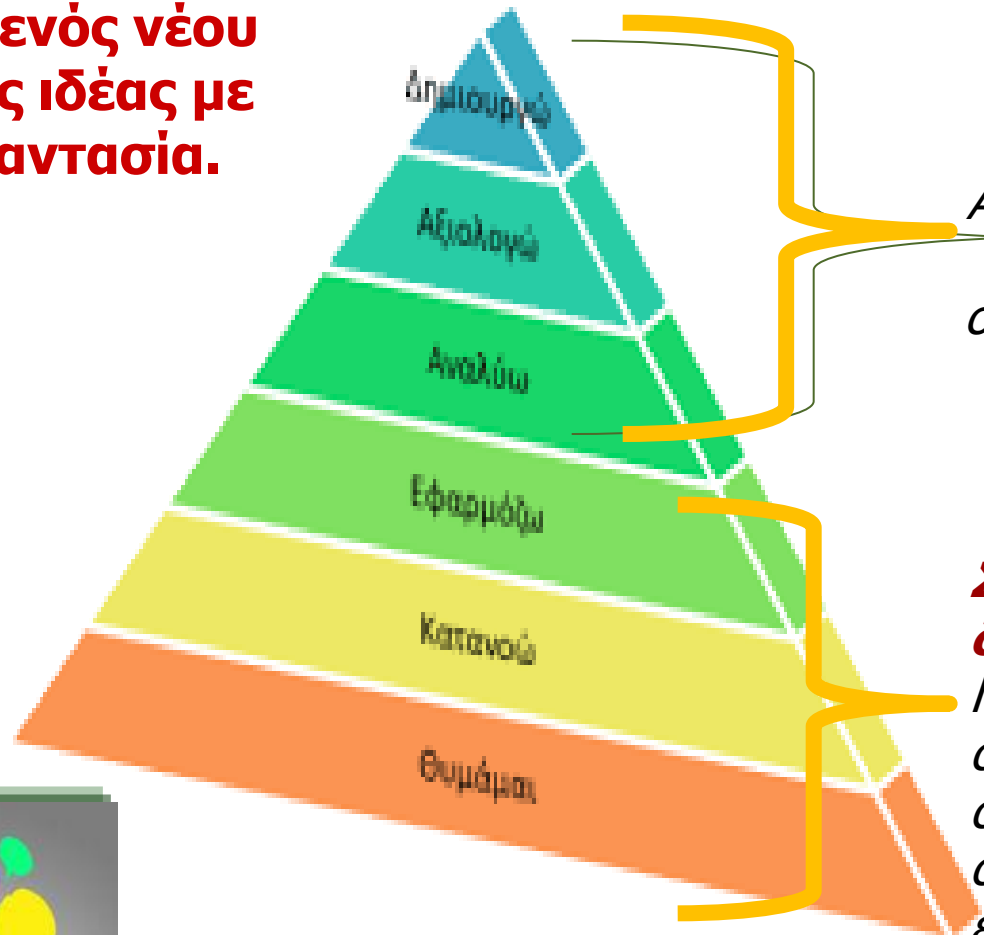 ενός νέου
ς ιδέας με
αντασία.
Δημιουργώ
Αξιολογώ
Αναλύω
Εφαρμόζω
Κατανοώ
Θυμάμαι